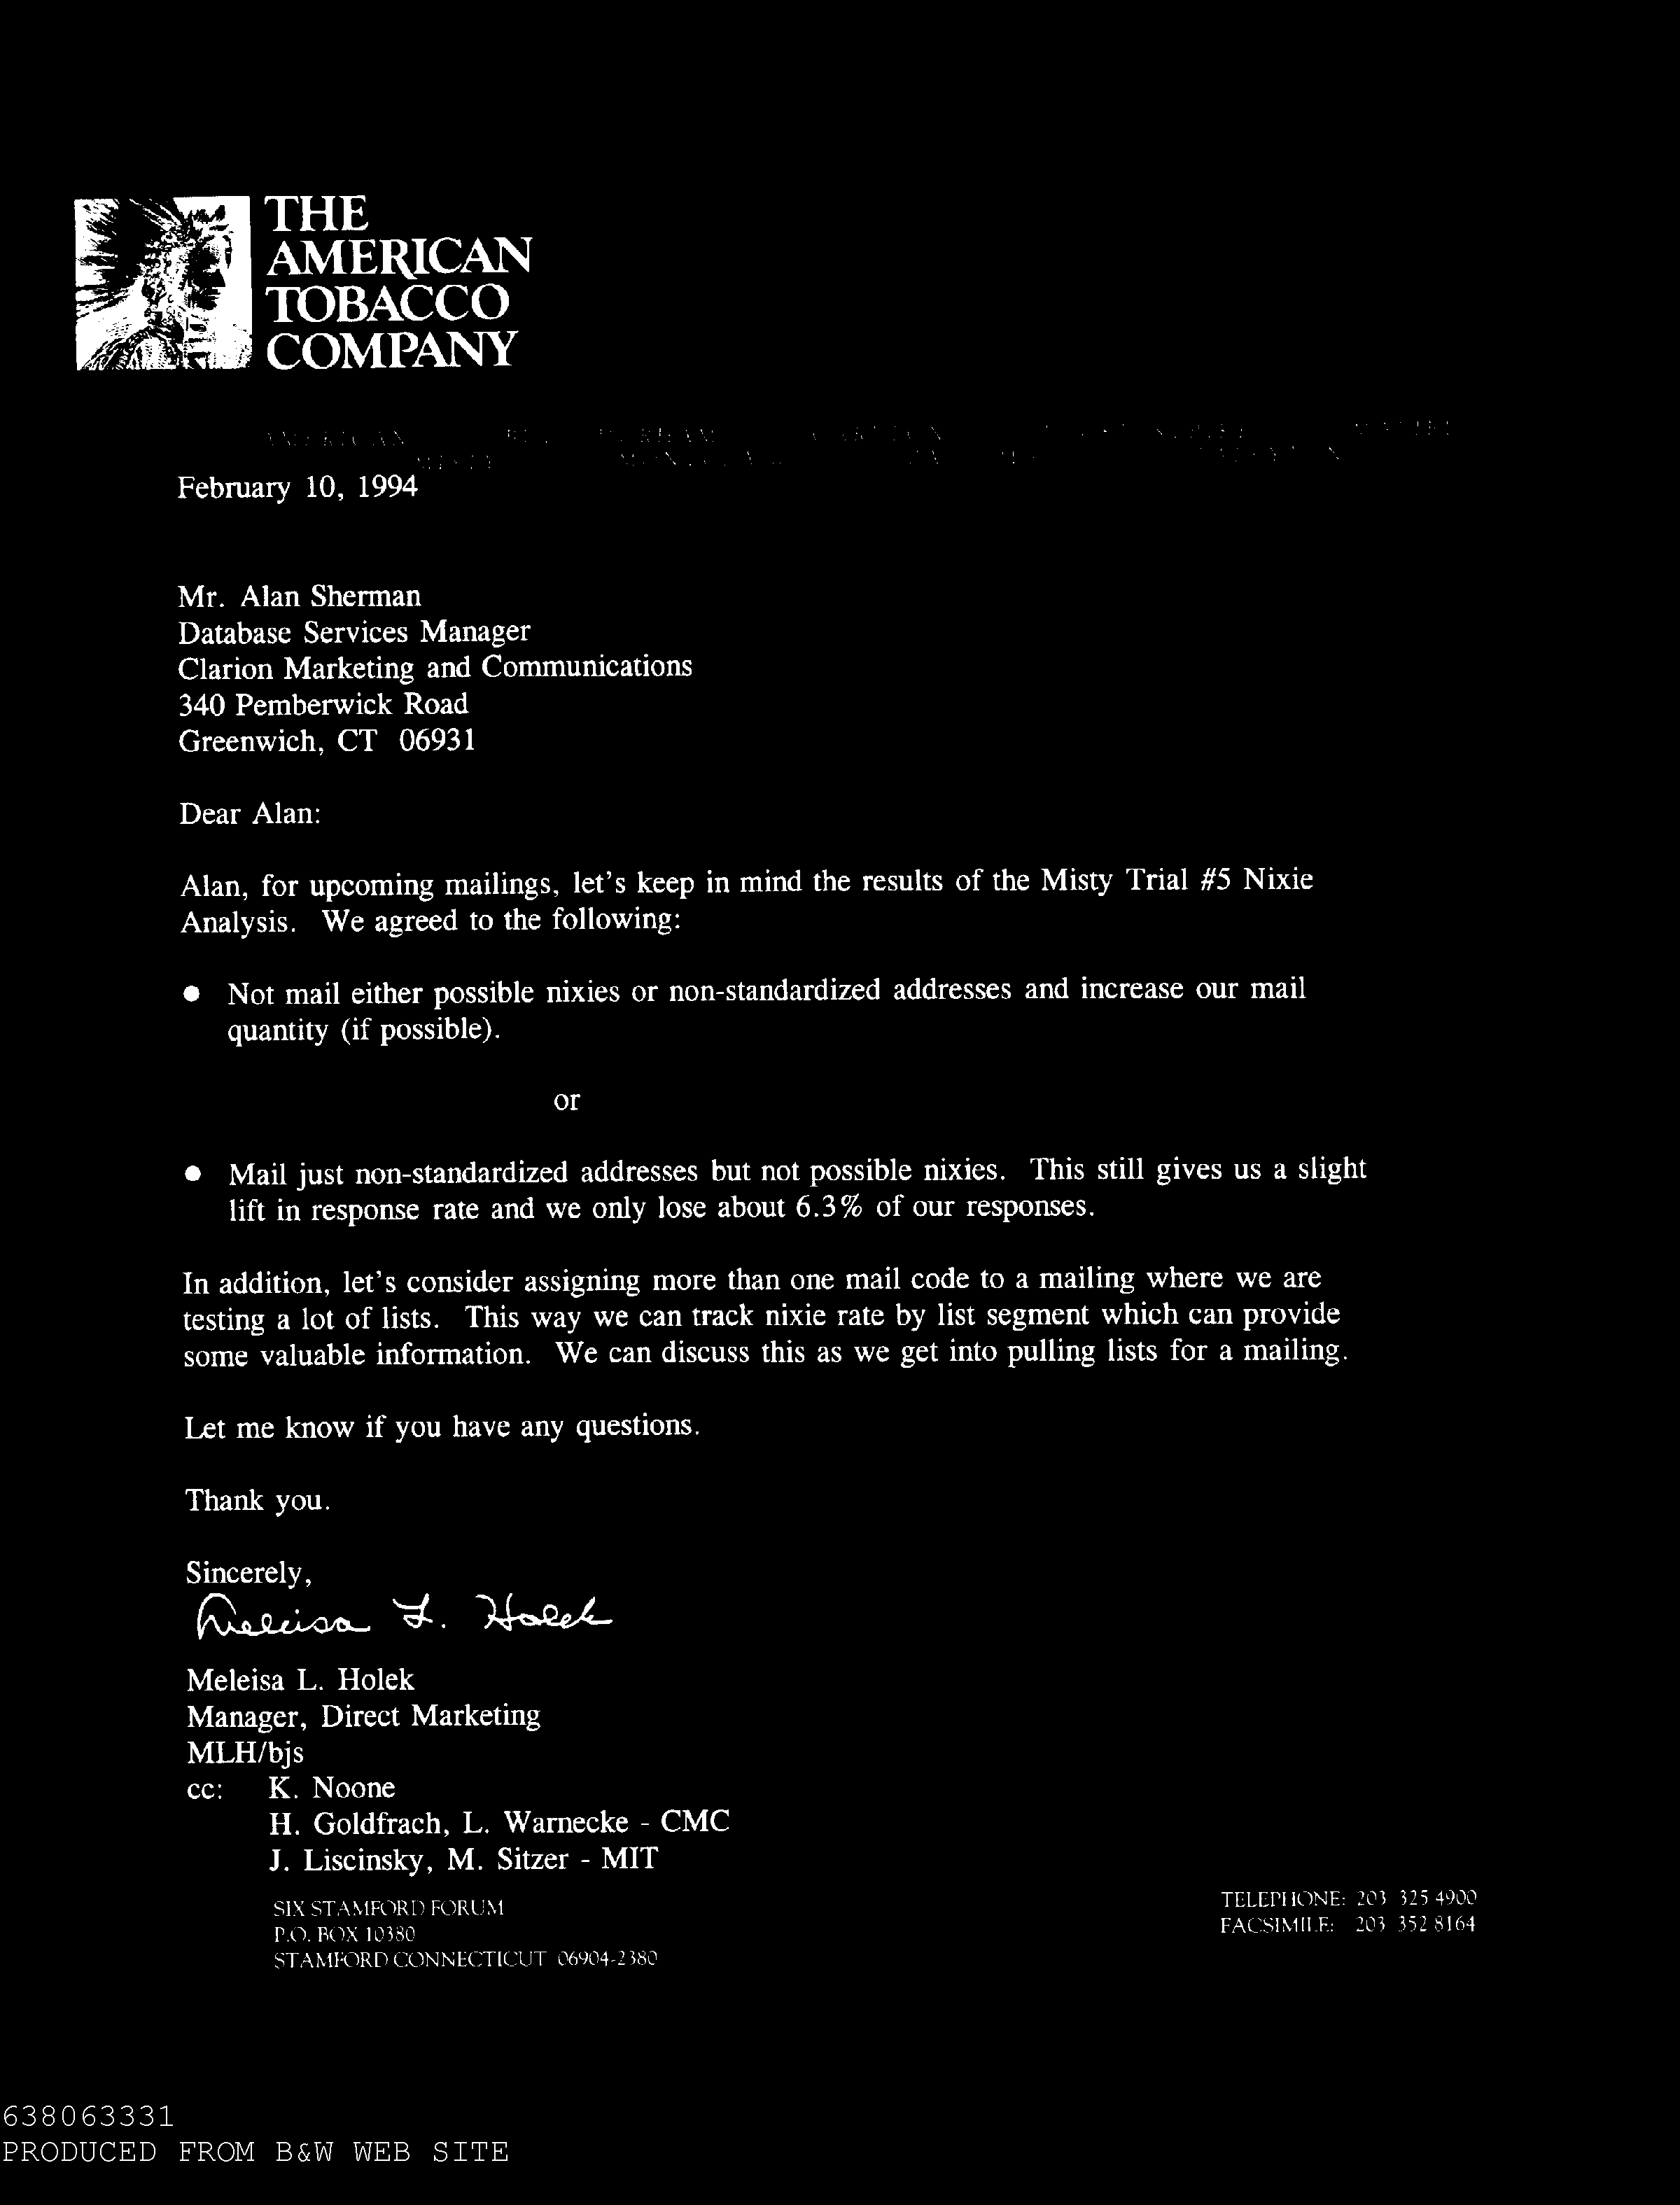 THE
AMERICAN
TOBACCO
COMPANY
AMERICAN
MISTY
February 10, 1994
Mr. Alan Sherman
Database Services Manager
Clarion Marketing and Communications
340 Pemberwick Road
Greenwich, CT 06931
Dear Alan:
Alan, for upcoming mailings, let's keep in mind the results of the Misty Trial #5 Nixie
Analysis. We agreed to the following:
● Not mail either possible nixies or non-standardized addresses and increase our mail
quantity (if possible).
or
● Mail just non-standardized addresses but not possible nixies. This still gives us a slight
lift in response rate and we only lose about 6.3% of our responses.
In addition, let's consider assigning more than one mail code to a mailing where we are
testing a lot of lists. This way we can track nixie rate by list segment which can provide
some valuable information. We can discuss this as we get into pulling lists for a mailing.
Let me know if you have any questions.
Thank you.
Sincerely,
Meleisa L. Holek
Meleisa L. Holek
Manager, Direct Marketing
MLH/bjs
cc: K. Noone
H. Goldfrach, L. Warnecke - CMC
J. Liscinsky, M. Sitzer - MIT
SIX STAMFORD FORUM
P.O. BOX 10380
STAMFORD CONNECTICUT 06904-2380
TELEPHONE: 203 325 4900
FACSIMILE: 203 352 8164
638063331
PRODUCED FROM B&W WEB SITE